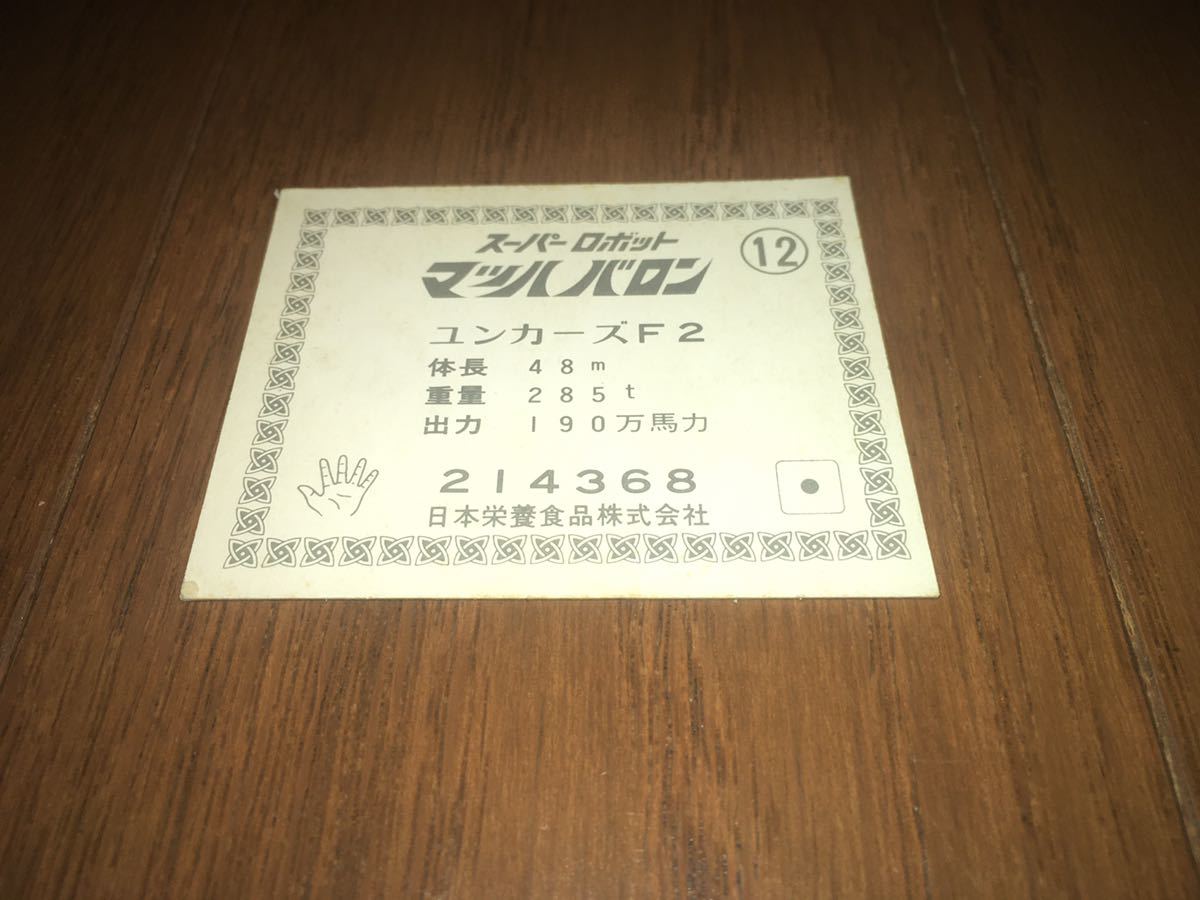 スーパーロボット
マッハバロン
12
ユンカーズF2
体長 48m
重量 285t
出力 190万馬力
214368
日本栄養食品株式会社